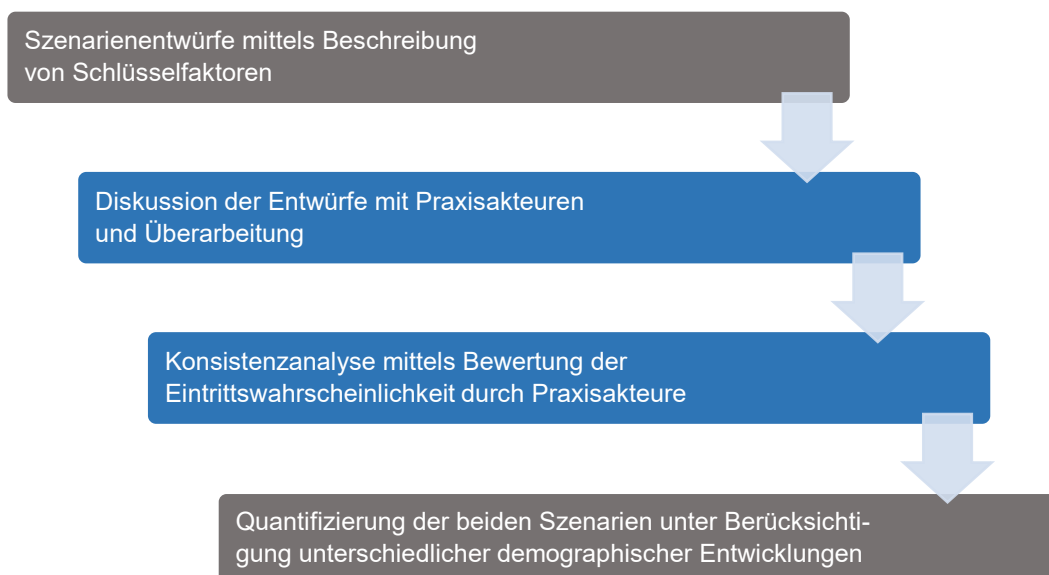 Szenarienentwürfe mittels Beschreibung
von Schlüsselfaktoren
Diskussion der Entwürfe mit Praxisakteuren
und Überarbeitung
Konsistenzanalyse mittels Bewertung der
Eintrittswahrscheinlichkeit durch Praxisakteure
Quantifizierung der beiden Szenarien unter Berücksichti-
gung unterschiedlicher demographischer Entwicklungen